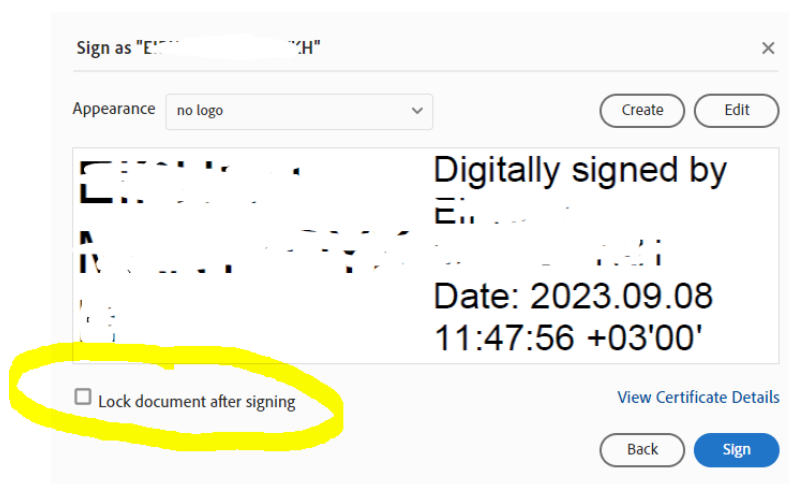 Sign as "EI
KH"
Appearance no logo Create Edit
Digitally signed by
Date: 2023.09.08
11:47:56 +03'00'
Lock document after signing View Certificate Details
Back Sign